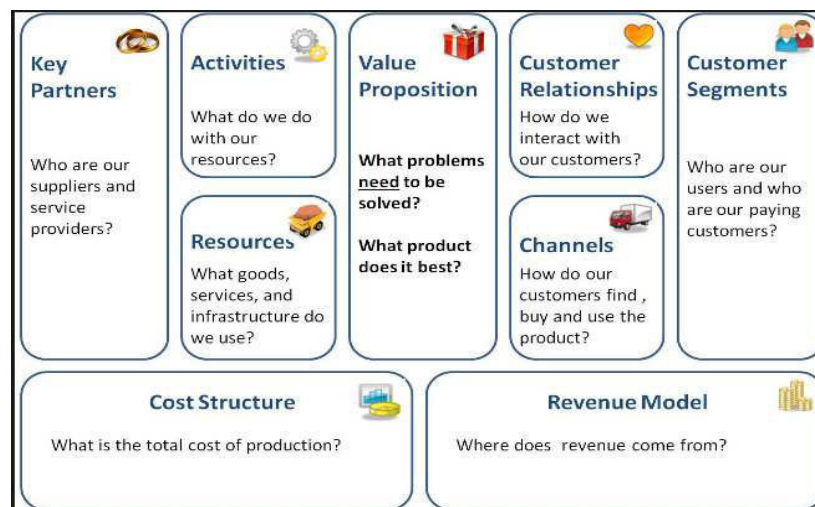 Key
Partners
Who are our
suppliers and
service
providers?
Activities
What do we do
with our
resources?
Resources
What goods,
services, and
infrastructure do
we use?
Value
Proposition
What problems
need to be
solved?
What product
does it best?
Customer
Relationships
How do we
interact with
our customers?
Channels
How do our
customers find ,
buy and use the
product?
Customer
Segments
Who are our
users and who
are our paying
customers?
Cost Structure
What is the total cost of production?
Revenue Model
Where does revenue come from?